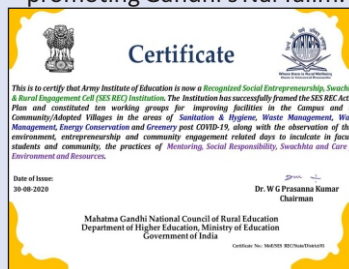 promoting Gandhi's Nai Talim.
Certificate
This is to certify that Army Institute of Education is now a Recognized Social Entrepreneurship, Swachh
& Rural Engagement Cell (SES REC) Institution. The Institution has successfully framed the SES REC Act
Plan and constituted ten working groups for improving facilities in the Campus and
Community/Adopted Villages in the areas of Sanitation & Hygiene, Waste Management, Wa
Management, Energy Conservation and Greenery post COVID-19, along with the observation of th
environment, entrepreneurship and community engagement related days to inculcate in facu
students and community, the practices of Mentoring, Social Responsibility, Swachhta and Care
Environment and Resources.
Date of Issue:
30-08-2020
Dr. W G Prasanna Kumar
Chairman
Mahatma Gandhi National Council of Rural Education
Department of Higher Education, Ministry of Education
Government of India